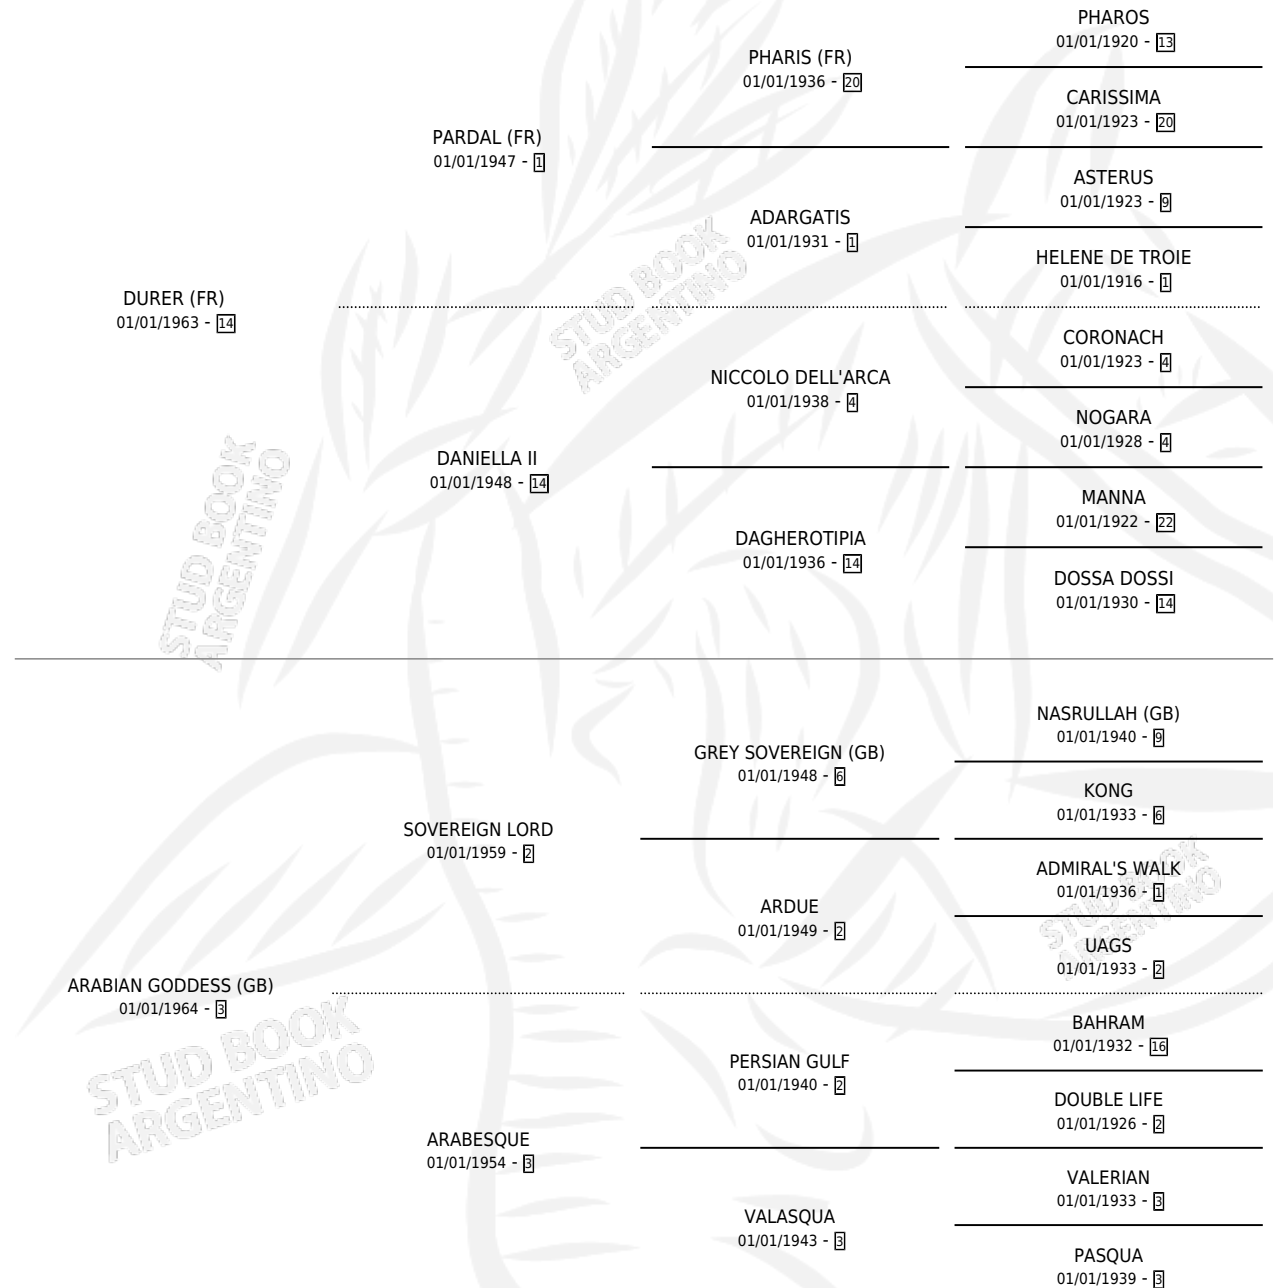 PHAROS
01/01/1920 - 13
PHARIS (FR)
01/01/1936 - 20
CARISSIMA
01/01/1923 - 20
PARDAL (FR)
01/01/1947 - 1
ASTERUS
01/01/1923 - 9
ADARGATIS
01/01/1931 - 1
HELENE DE TROIE
01/01/1916 - 1
DURER (FR)
01/01/1963 - 14
CORONACH
01/01/1923 - 4
NICCOLO DELL'ARCA
01/01/1938 - 4
NOGARA
01/01/1928 - 4
DANIELLA II
01/01/1948 - 14
MANNA
01/01/1922 - 22
DAGHEROTIPIA
01/01/1936 - 14
DOSSA DOSSI
01/01/1930 - 14
STUD BOOK
ARGENTINO
STUD BOOK
ARGENTINO
NASRULLAH (GB)
01/01/1940 - 9
GREY SOVEREIGN (GB)
01/01/1948 - 6
KONG
01/01/1933 - 6
SOVEREIGN LORD
01/01/1959 - 2
ADMIRAL'S WALK
01/01/1936 - 1
ARDUE
01/01/1949 - 2
UAGS
01/01/1933 - 2
ARABIAN GODDESS (GB)
01/01/1964 - 3
BAHRAM
01/01/1932 - 16
PERSIAN GULF
01/01/1940 - 2
DOUBLE LIFE
01/01/1926 - 2
ARABESQUE
01/01/1954 - 3
VALERIAN
01/01/1933 - 3
VALASQUA
01/01/1943 - 3
PASQUA
01/01/1939 - 3
STUD BOOK
ARGENTINO
STUD BOOK
ARGENTINO